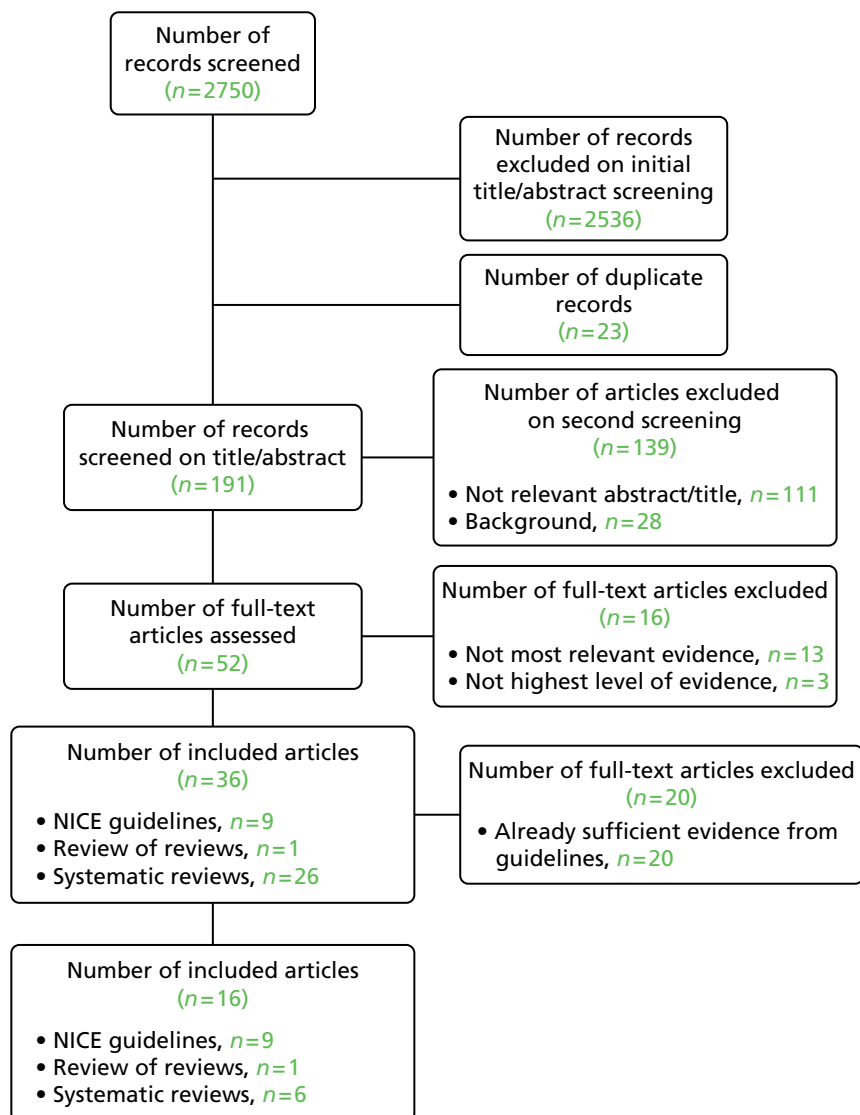 Number of
records screened
(n=2750)
Number of records
excluded on initial
title/abstract screening
(n=2536)
Number of duplicate
records
(n=23)
Number of records
screened on title/abstract
(n=191)
Number of articles excluded
on second screening
(n=139)
• Not relevant abstract/title, n=111
• Background, n=28
Number of full-text
articles assessed
(n=52)
Number of full-text articles excluded
(n=16)
• Not most relevant evidence, n=13
• Not highest level of evidence, n=3
Number of included articles
(n=36)
• NICE guidelines, n=9
• Review of reviews, n=1
• Systematic reviews, n=26
Number of full-text articles excluded
(n=20)
• Already sufficient evidence from
guidelines, n=20
Number of included articles
(n=16)
• NICE guidelines, n=9
• Review of reviews, n=1
• Systematic reviews, n=6